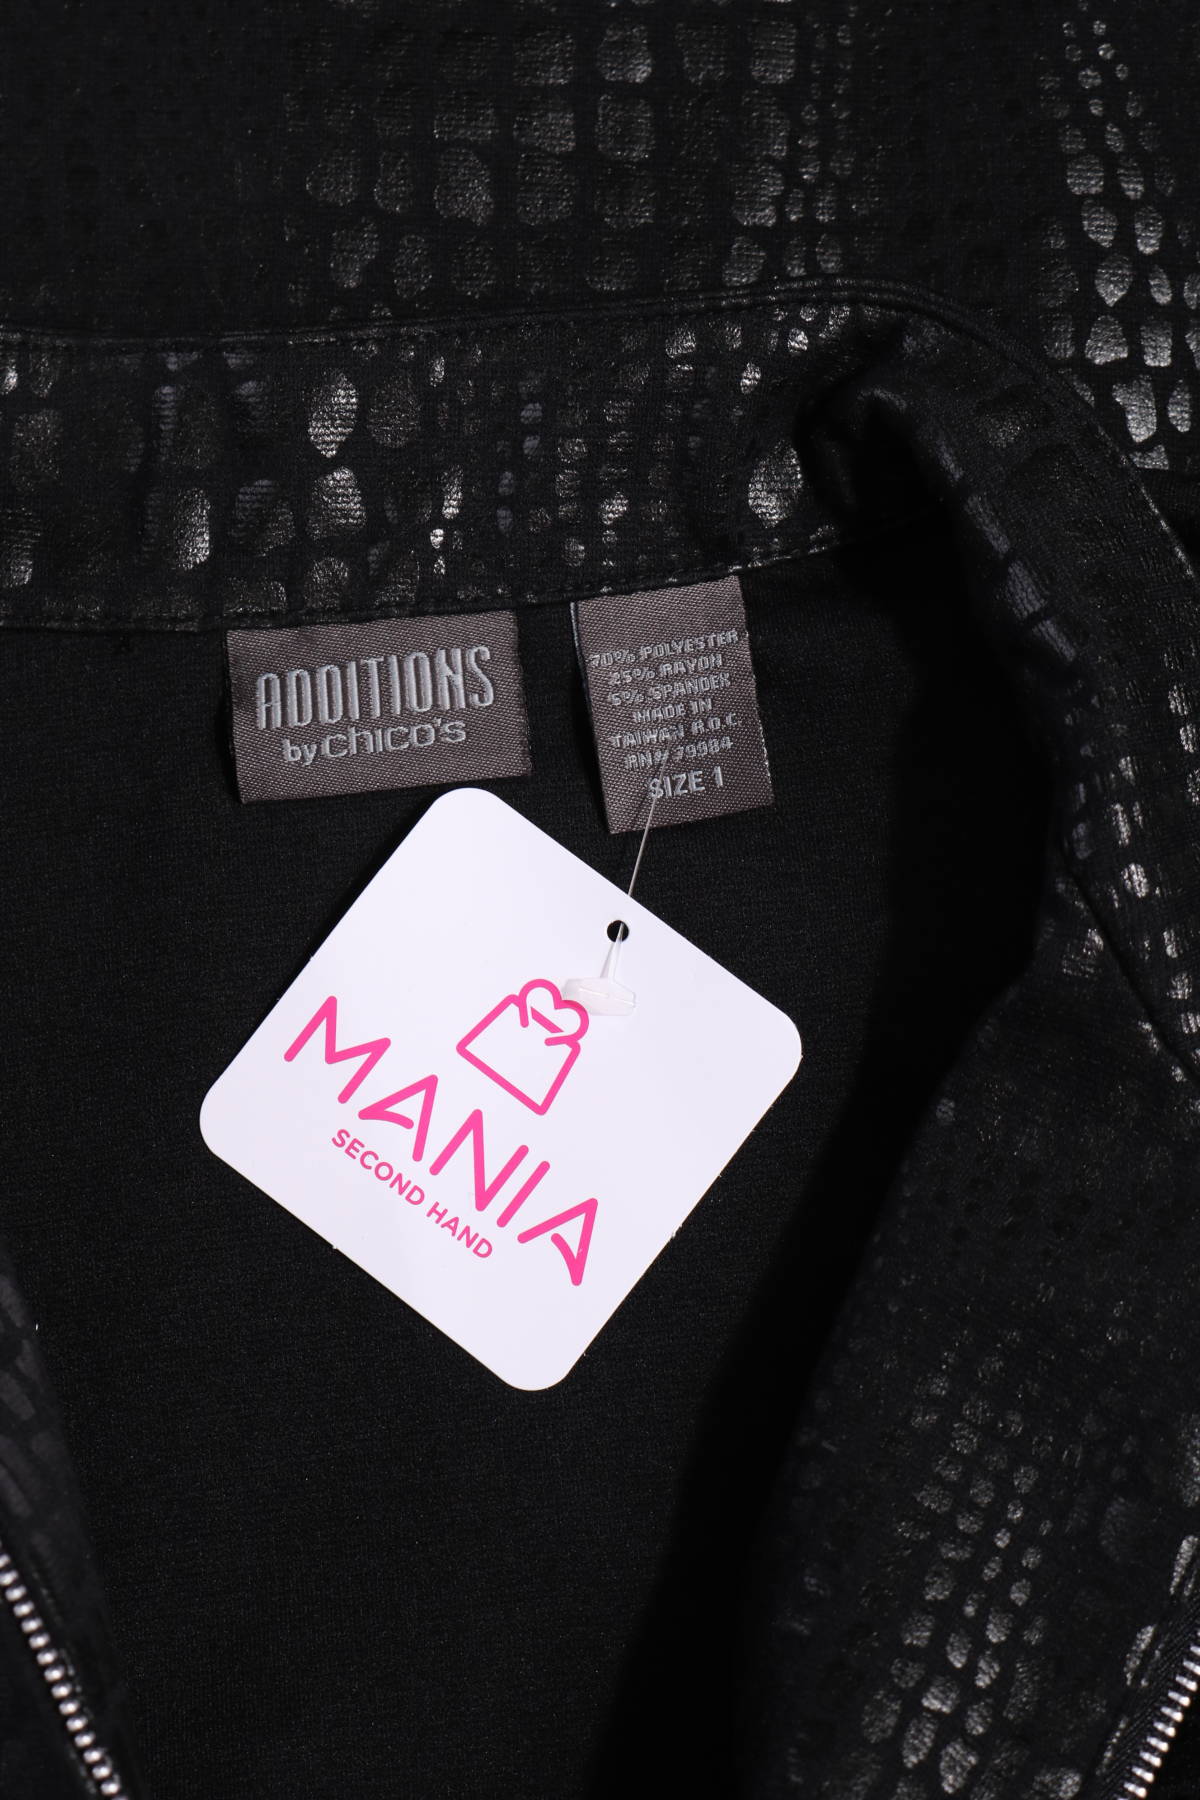 ADDITIONS
by chico's
70% POLYESTER
25% RAYON
5% SPANDEX
MADE IN
TAIWAN R.O.C
RN# 79984
SIZE 1
MANIA
SECOND HAND